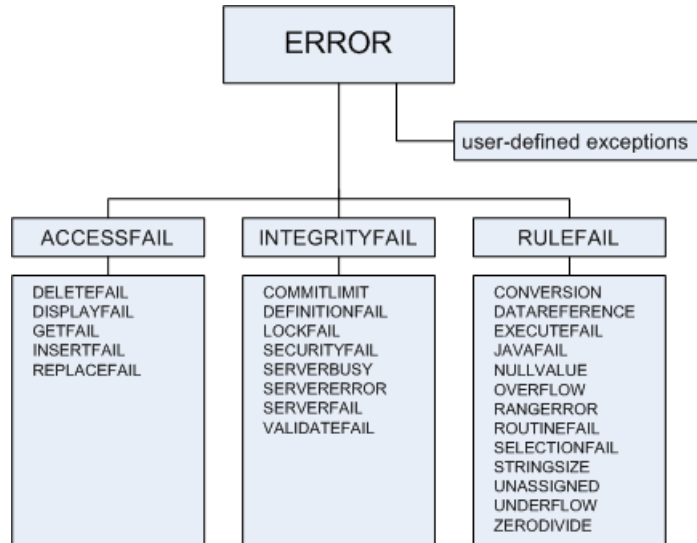 ERROR
user-defined exceptions
ACCESSFAIL
DELETEFAIL
DISPLAYFAIL
GETFAIL
INSERTFAIL
REPLACEFAIL
INTEGRITYFAIL
COMMITLIMIT
DEFINITIONFAIL
LOCKFAIL
SECURITYFAIL
SERVERBUSY
SERVERERROR
SERVERFAIL
VALIDATEFAIL
RULEFAIL
CONVERSION
DATAREFERENCE
EXECUTEFAIL
JAVAFAIL
NULLVALUE
OVERFLOW
RANGERROR
ROUTINEFAIL
SELECTIONFAIL
STRINGSIZE
UNASSIGNED
UNDERFLOW
ZERODIVIDE